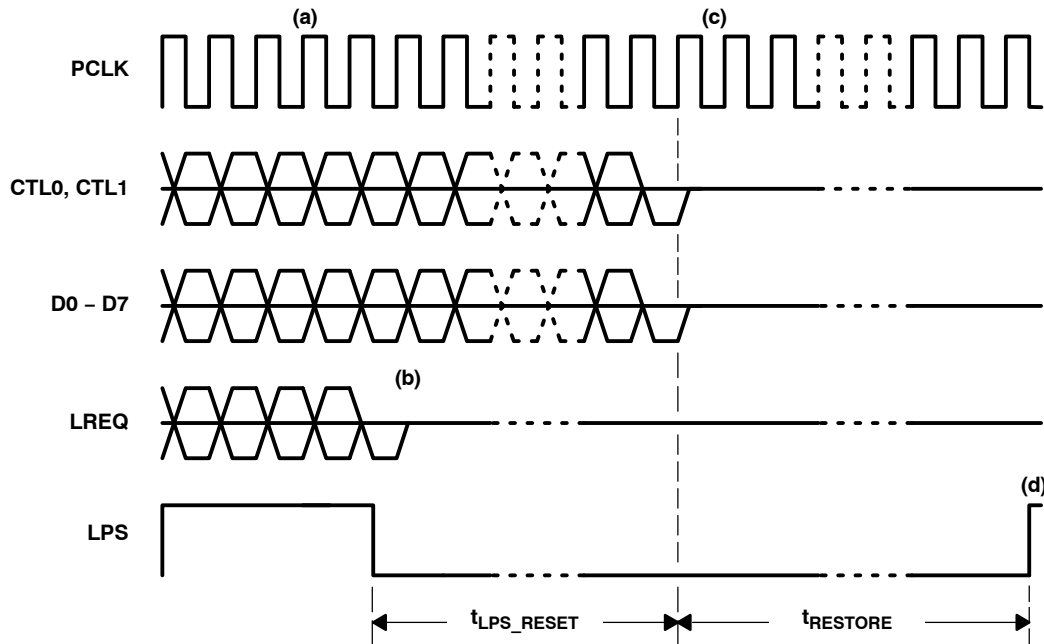 (a)
(c)
PCLK
CTL0, CTL1
D0 – D7
(b)
LREQ
(d)
LPS
tLPS_RESET
tRESTORE